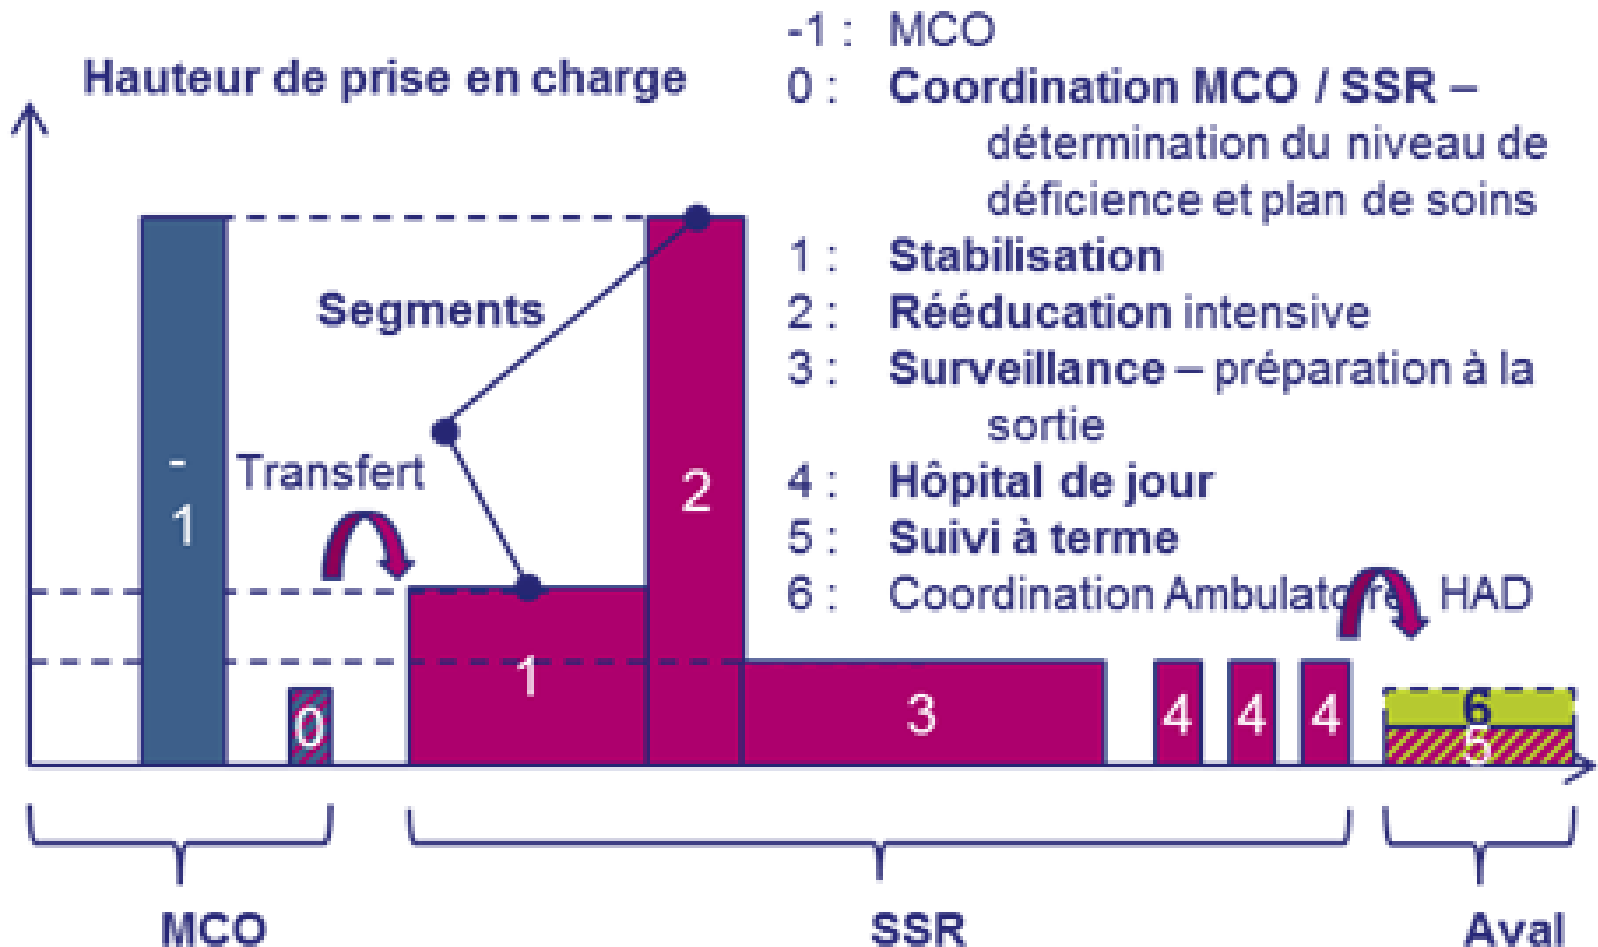 Hauteur de prise en charge
-1 : MCO
0 : Coordination MCO / SSR –
détermination du niveau de
déficience et plan de soins
1 : Stabilisation
2 : Rééducation intensive
3 : Surveillance – préparation à la
sortie
4 : Hôpital de jour
5 : Suivi à terme
6 : Coordination Ambulatoire HAD
Segments
Transfert
-
1
0
1
2
3
4
4
4
6
5
MCO
SSR
Aval